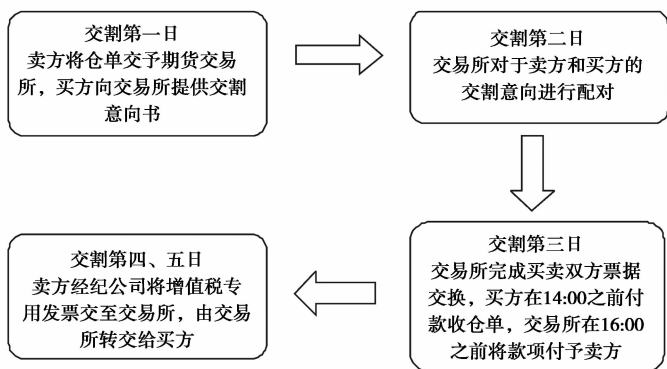 交割第一日
卖方将仓单交予期货交易
所，买方向交易所提供交割
意向书
交割第二日
交易所对于卖方和买方的
交割意向进行配对
交割第三日
交易所完成买卖双方票据
交换，买方在14:00之前付
款收仓单，交易所在16:00
之前将款项付予卖方
交割第四、五日
卖方经纪公司将增值税专
用发票交至交易所，由交易
所转交给买方